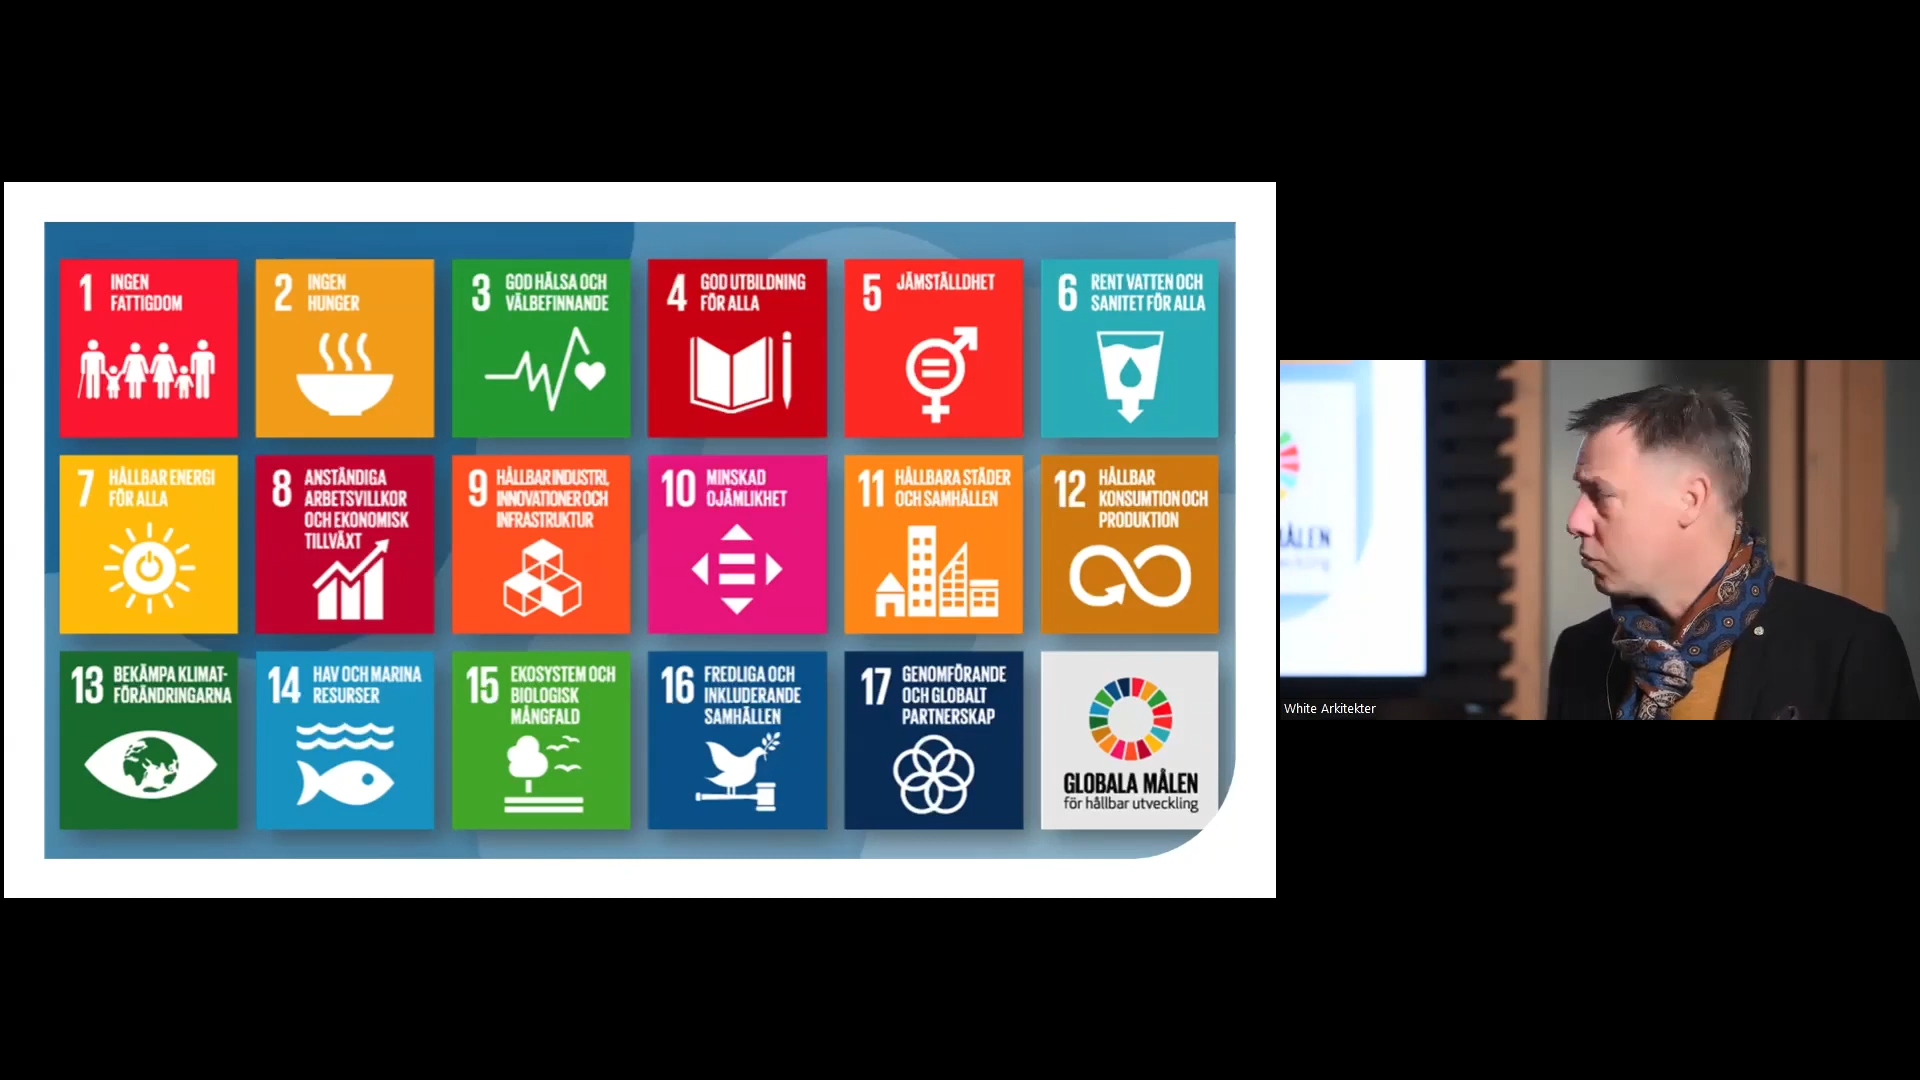 1 INGEN
FATTIGDOM
2 INGEN
HUNGER
3 GOD HÄLSA OCH
VÄLBEFINNANDE
4 GOD UTBILDNING
FÖR ALLA
5 JÄMSTÄLLDHET
6 RENT VATTEN OCH
SANITET FÖR ALLA
7 HÅLLBAR ENERGI
FÖR ALLA
8 ANSTÄNDIGA
ARBETSVILLKOR
OCH EKONOMISK
TILLVÄXT
9 HÅLLBAR INDUSTRI,
INNOVATIONER OCH
INFRASTRUKTUR
10 MINSKAD
OJÄMLIKHET
11 HÅLLBARA STÄDER
OCH SAMHÄLLEN
12 HÅLLBAR
KONSUMTION OCH
PRODUKTION
13 BEKÄMPA KLIMAT-
FÖRÄNDRINGARNA
14 HAV OCH MARINA
RESURSER
15 EKOSYSTEM OCH
BIOLOGISK
MÅNGFALD
16 FREDLIGA OCH
INKLUDERANDE
SAMHÄLLEN
17 GENOMFÖRANDE
OCH GLOBALT
PARTNERSKAP
GLOBALA MÅLEN
för hållbar utveckling
White Arkitekter